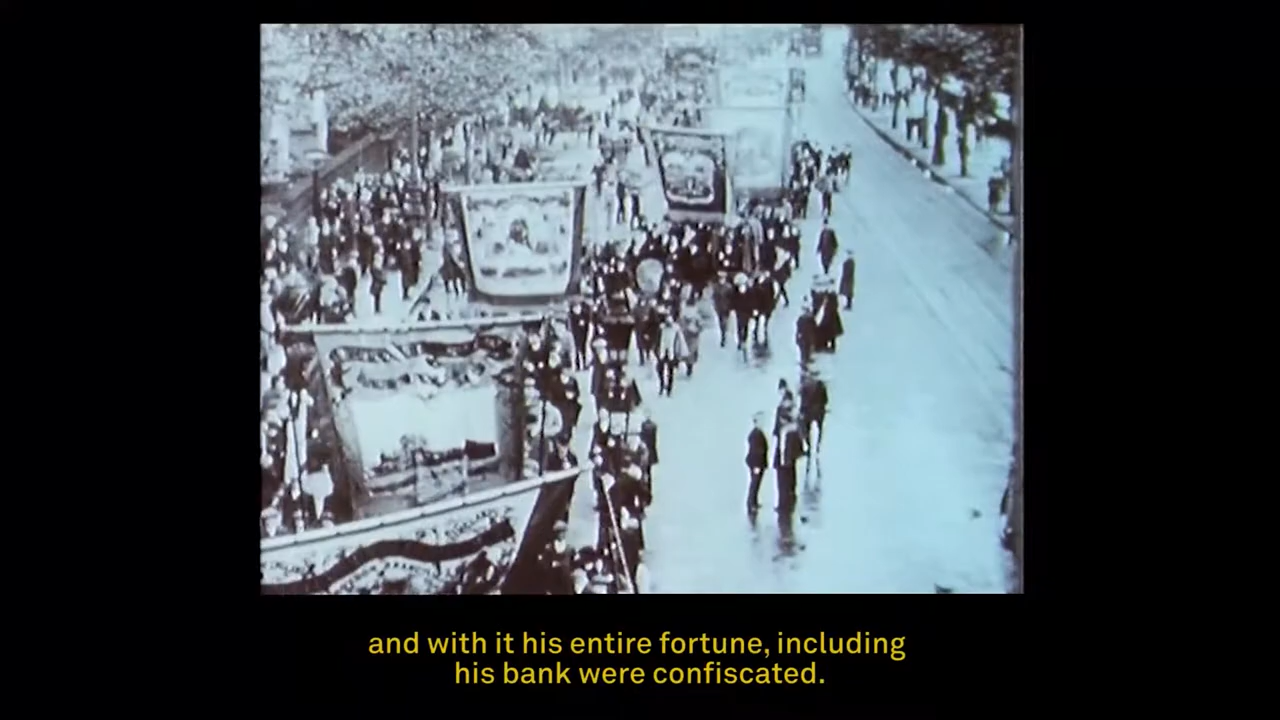 and with it his entire fortune, including
his bank were confiscated.